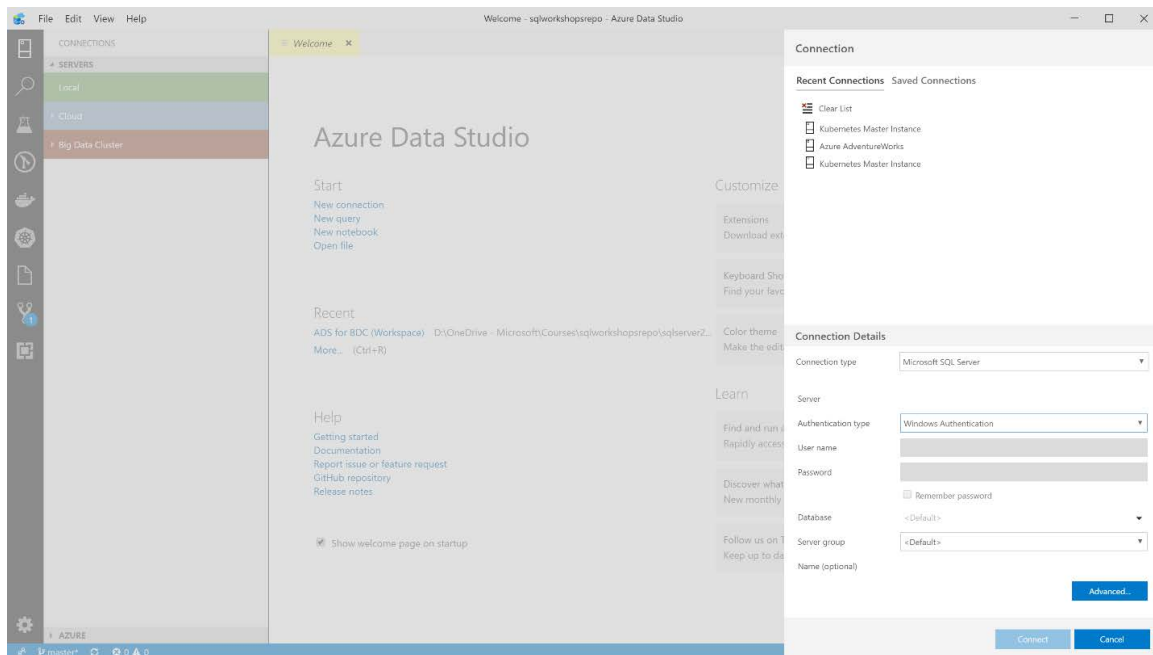 File Edit View Help
Welcome - sqlworkshopsrepo - Azure Data Studio
CONNECTIONS
SERVERS
Local
Cloud
Big Data Cluster
AZURE
Welcome
Azure Data Studio
Start
New connection
New query
New notebook
Open file
Recent
ADS for BDC (Workspace) D:\OneDrive - Microsoft\Courses\sqlworkshopsrepo\sqlserver2...
More... (Ctrl+R)
Help
Getting started
Documentation
Report issue or feature request
GitHub repository
Release notes
Show welcome page on startup
Customize
Extensions
Download ext
Keyboard Sho
Find your favo
Color theme
Make the edit
Learn
Find and run a
Rapidly access
Discover what
New monthly
Follow us on T
Keep up to da
Connection
Recent Connections Saved Connections
Clear List
Kubernetes Master Instance
Azure AdventureWorks
Kubernetes Master Instance
Connection Details
Connection type Microsoft SQL Server
Server
Authentication type Windows Authentication
User name
Password
Remember password
Database <Default>
Server group <Default>
Name (optional)
Advanced...
Connect Cancel
1
master* 0 0